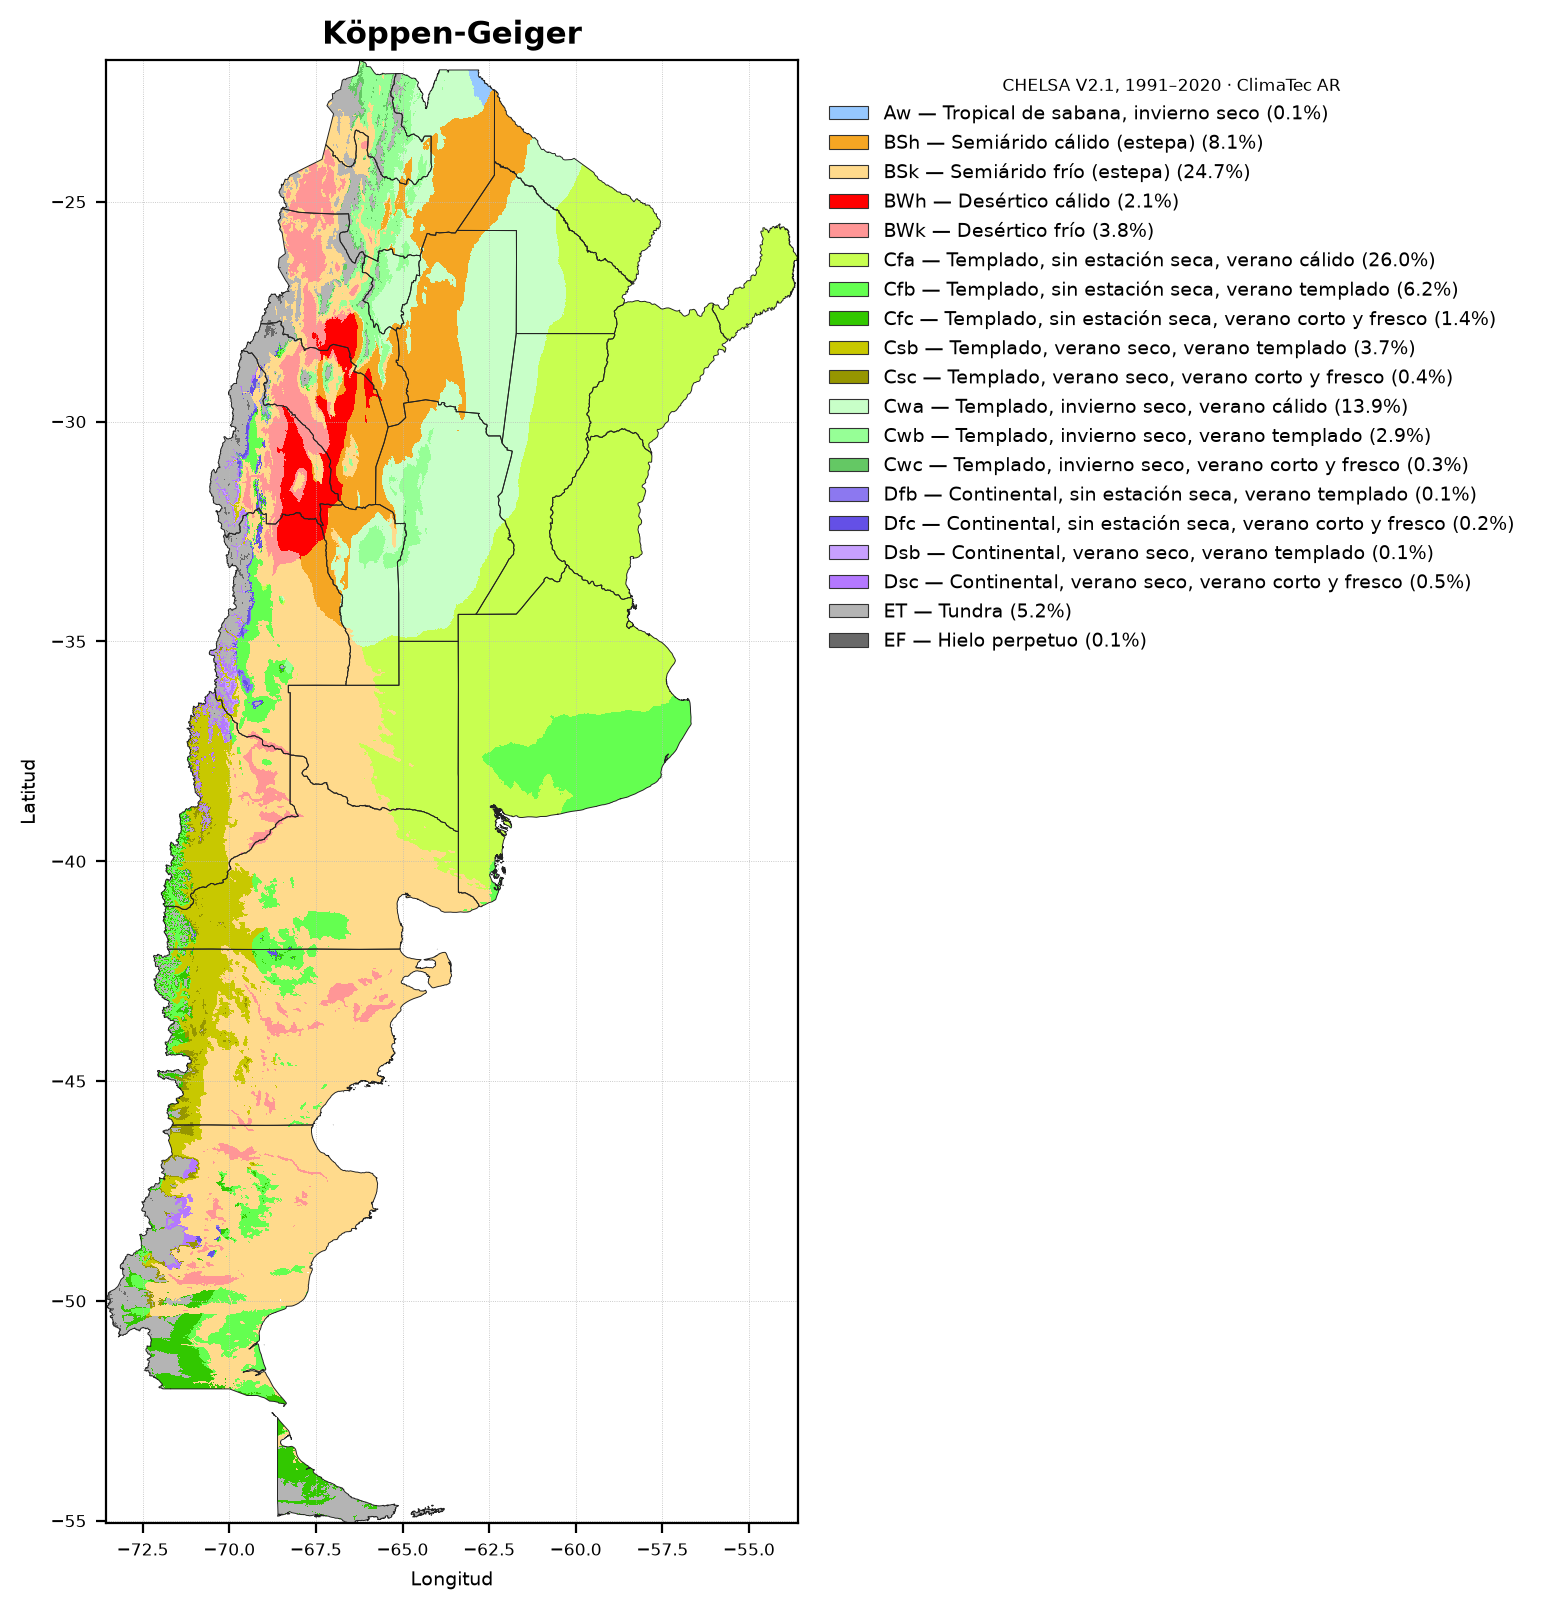 Köppen-Geiger
CHELSA V2.1, 1991–2020 · ClimaTec AR
Aw — Tropical de sabana, invierno seco (0.1%)
BSh — Semiárido cálido (estepa) (8.1%)
BSk — Semiárido frío (estepa) (24.7%)
BWh — Desértico cálido (2.1%)
BWk — Desértico frío (3.8%)
Cfa — Templado, sin estación seca, verano cálido (26.0%)
Cfb — Templado, sin estación seca, verano templado (6.2%)
Cfc — Templado, sin estación seca, verano corto y fresco (1.4%)
Csb — Templado, verano seco, verano templado (3.7%)
Csc — Templado, verano seco, verano corto y fresco (0.4%)
Cwa — Templado, invierno seco, verano cálido (13.9%)
Cwb — Templado, invierno seco, verano templado (2.9%)
Cwc — Templado, invierno seco, verano corto y fresco (0.3%)
Dfb — Continental, sin estación seca, verano templado (0.1%)
Dfc — Continental, sin estación seca, verano corto y fresco (0.2%)
Dsb — Continental, verano seco, verano templado (0.1%)
Dsc — Continental, verano seco, verano corto y fresco (0.5%)
ET — Tundra (5.2%)
EF — Hielo perpetuo (0.1%)
Latitud
−25
−30
−35
−40
−45
−50
−55
−72.5 −70.0 −67.5 −65.0 −62.5 −60.0 −57.5 −55.0
Longitud